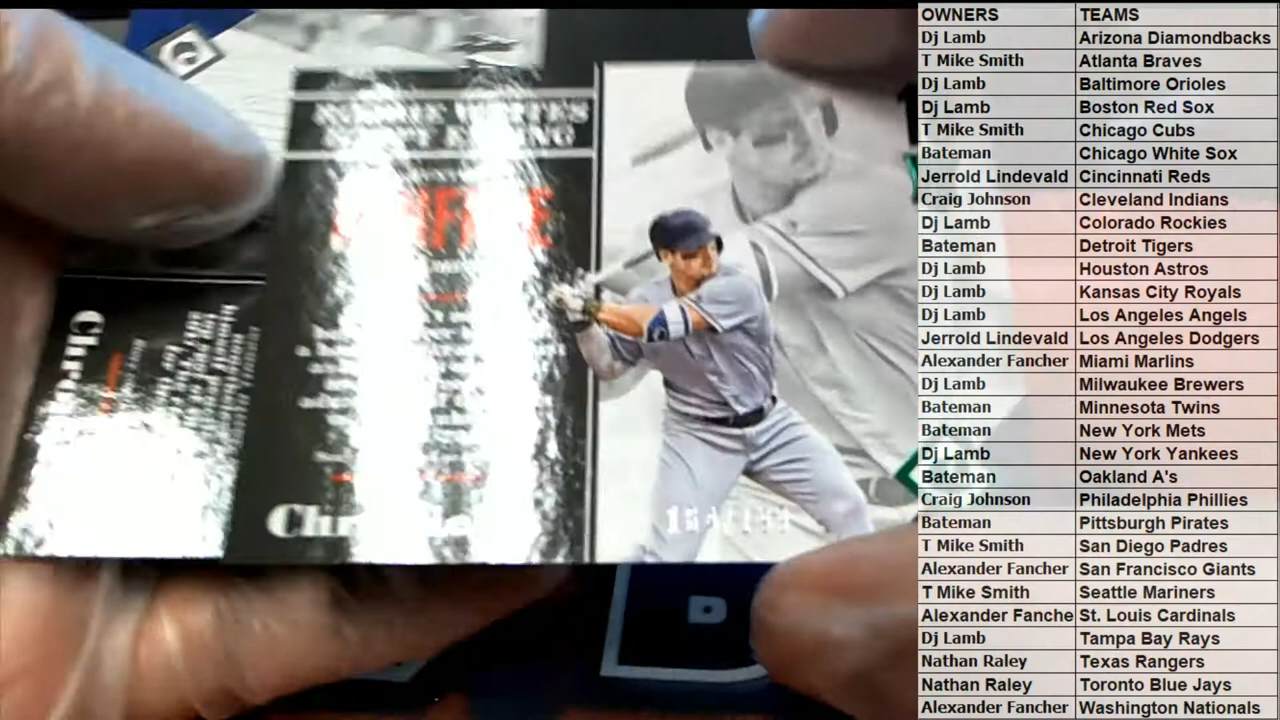 OWNERS TEAMS
Dj Lamb Arizona Diamondbacks
T Mike Smith Atlanta Braves
Dj Lamb Baltimore Orioles
Dj Lamb Boston Red Sox
T Mike Smith Chicago Cubs
Bateman Chicago White Sox
Jerrold Lindevald Cincinnati Reds
Craig Johnson Cleveland Indians
Dj Lamb Colorado Rockies
Bateman Detroit Tigers
Dj Lamb Houston Astros
Dj Lamb Kansas City Royals
Dj Lamb Los Angeles Angels
Jerrold Lindevald Los Angeles Dodgers
Alexander Fancher Miami Marlins
Dj Lamb Milwaukee Brewers
Bateman Minnesota Twins
Bateman New York Mets
Dj Lamb New York Yankees
Bateman Oakland A's
Craig Johnson Philadelphia Phillies
Bateman Pittsburgh Pirates
T Mike Smith San Diego Padres
Alexander Fancher San Francisco Giants
T Mike Smith Seattle Mariners
Alexander Fanche St. Louis Cardinals
Dj Lamb Tampa Bay Rays
Nathan Raley Texas Rangers
Nathan Raley Toronto Blue Jays
Alexander Fancher Washington Nationals